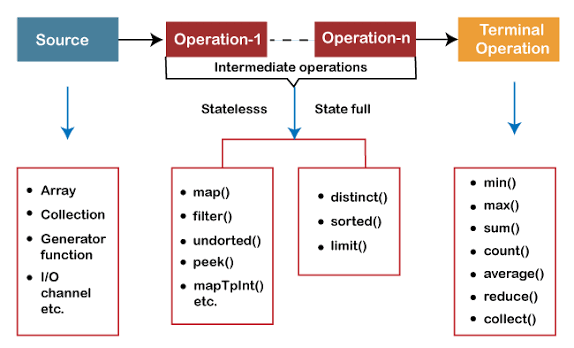 Source
Operation-1
Operation-n
Terminal
Operation
Intermediate operations
Statelesss
State full
• Array
• Collection
• Generator
function
• I/O
channel
etc.
• map()
• filter()
• undorted()
• peek()
• mapTpInt()
etc.
• distinct()
• sorted()
• limit()
• min()
• max()
• sum()
• count()
• average()
• reduce()
• collect()